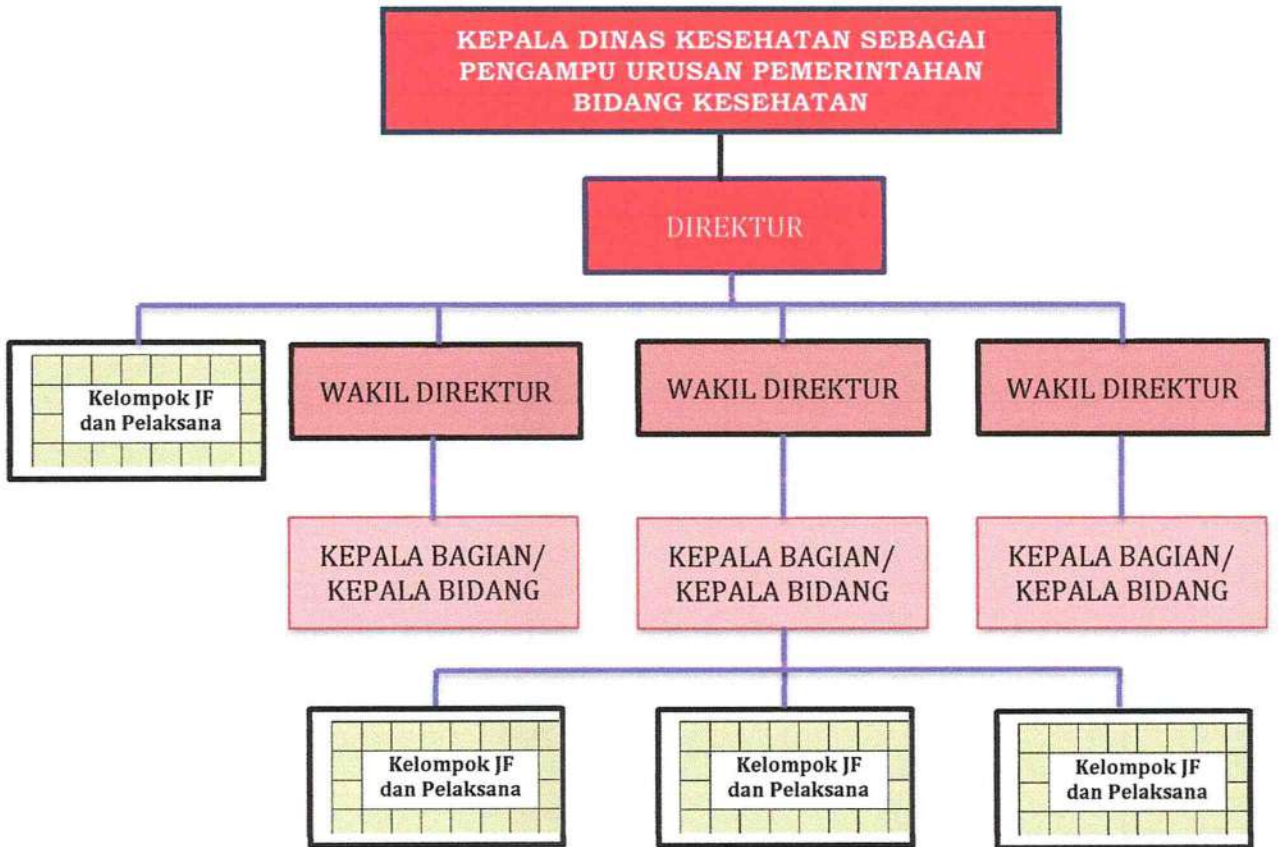 KEPALA DINAS KESEHATAN SEBAGAI
PENGAMPU URUSAN PEMERINTAHAN
BIDANG KESEHATAN
DIREKTUR
Kelompok JF
dan Pelaksana
WAKIL DIREKTUR
WAKIL DIREKTUR
WAKIL DIREKTUR
KEPALA BAGIAN/
KEPALA BIDANG
KEPALA BAGIAN/
KEPALA BIDANG
KEPALA BAGIAN/
KEPALA BIDANG
Kelompok JF
dan Pelaksana
Kelompok JF
dan Pelaksana
Kelompok JF
dan Pelaksana